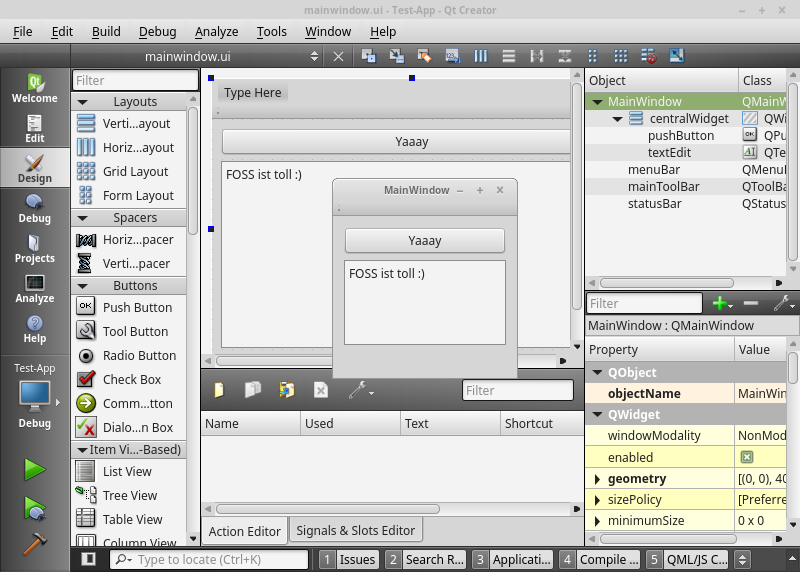 mainwindow.ui - Test-App - Qt Creator
File Edit Build Debug Analyze Tools Window Help
mainwindow.ui
Welcome
Edit
Design
Debug
Projects
Analyze
Help
Test-App
Debug
Filter
Layouts
Verti...ayout
Horiz...ayout
Grid Layout
Form Layout
Spacers
Horiz...pacer
Verti...pacer
Buttons
Push Button
Tool Button
Radio Button
Check Box
Comm...tton
Dialo...n Box
Item Vi...-Based)
List View
Tree View
Table View
Column View
Type Here
Yaaay
FOSS ist toll :)
MainWindow
Yaaay
FOSS ist toll :)
Filter
Name Used Text Shortcut
Action Editor Signals & Slots Editor
Object Class
MainWindow QMainW
centralWidget QWi
pushButton QPu
textEdit QTe
menuBar QMenu
mainToolBar QToolBa
statusBar QStatus
Filter
MainWindow : QMainWindow
Property Value
QObject
objectName MainWin
QWidget
windowModality NonMod
enabled
geometry [(0, 0), 40
sizePolicy [Preferre
minimumSize 0 x 0
Type to locate (Ctrl+K) 1 Issues 2 Search R... 3 Applicati... 4 Compile ... 5 QML/JS C...